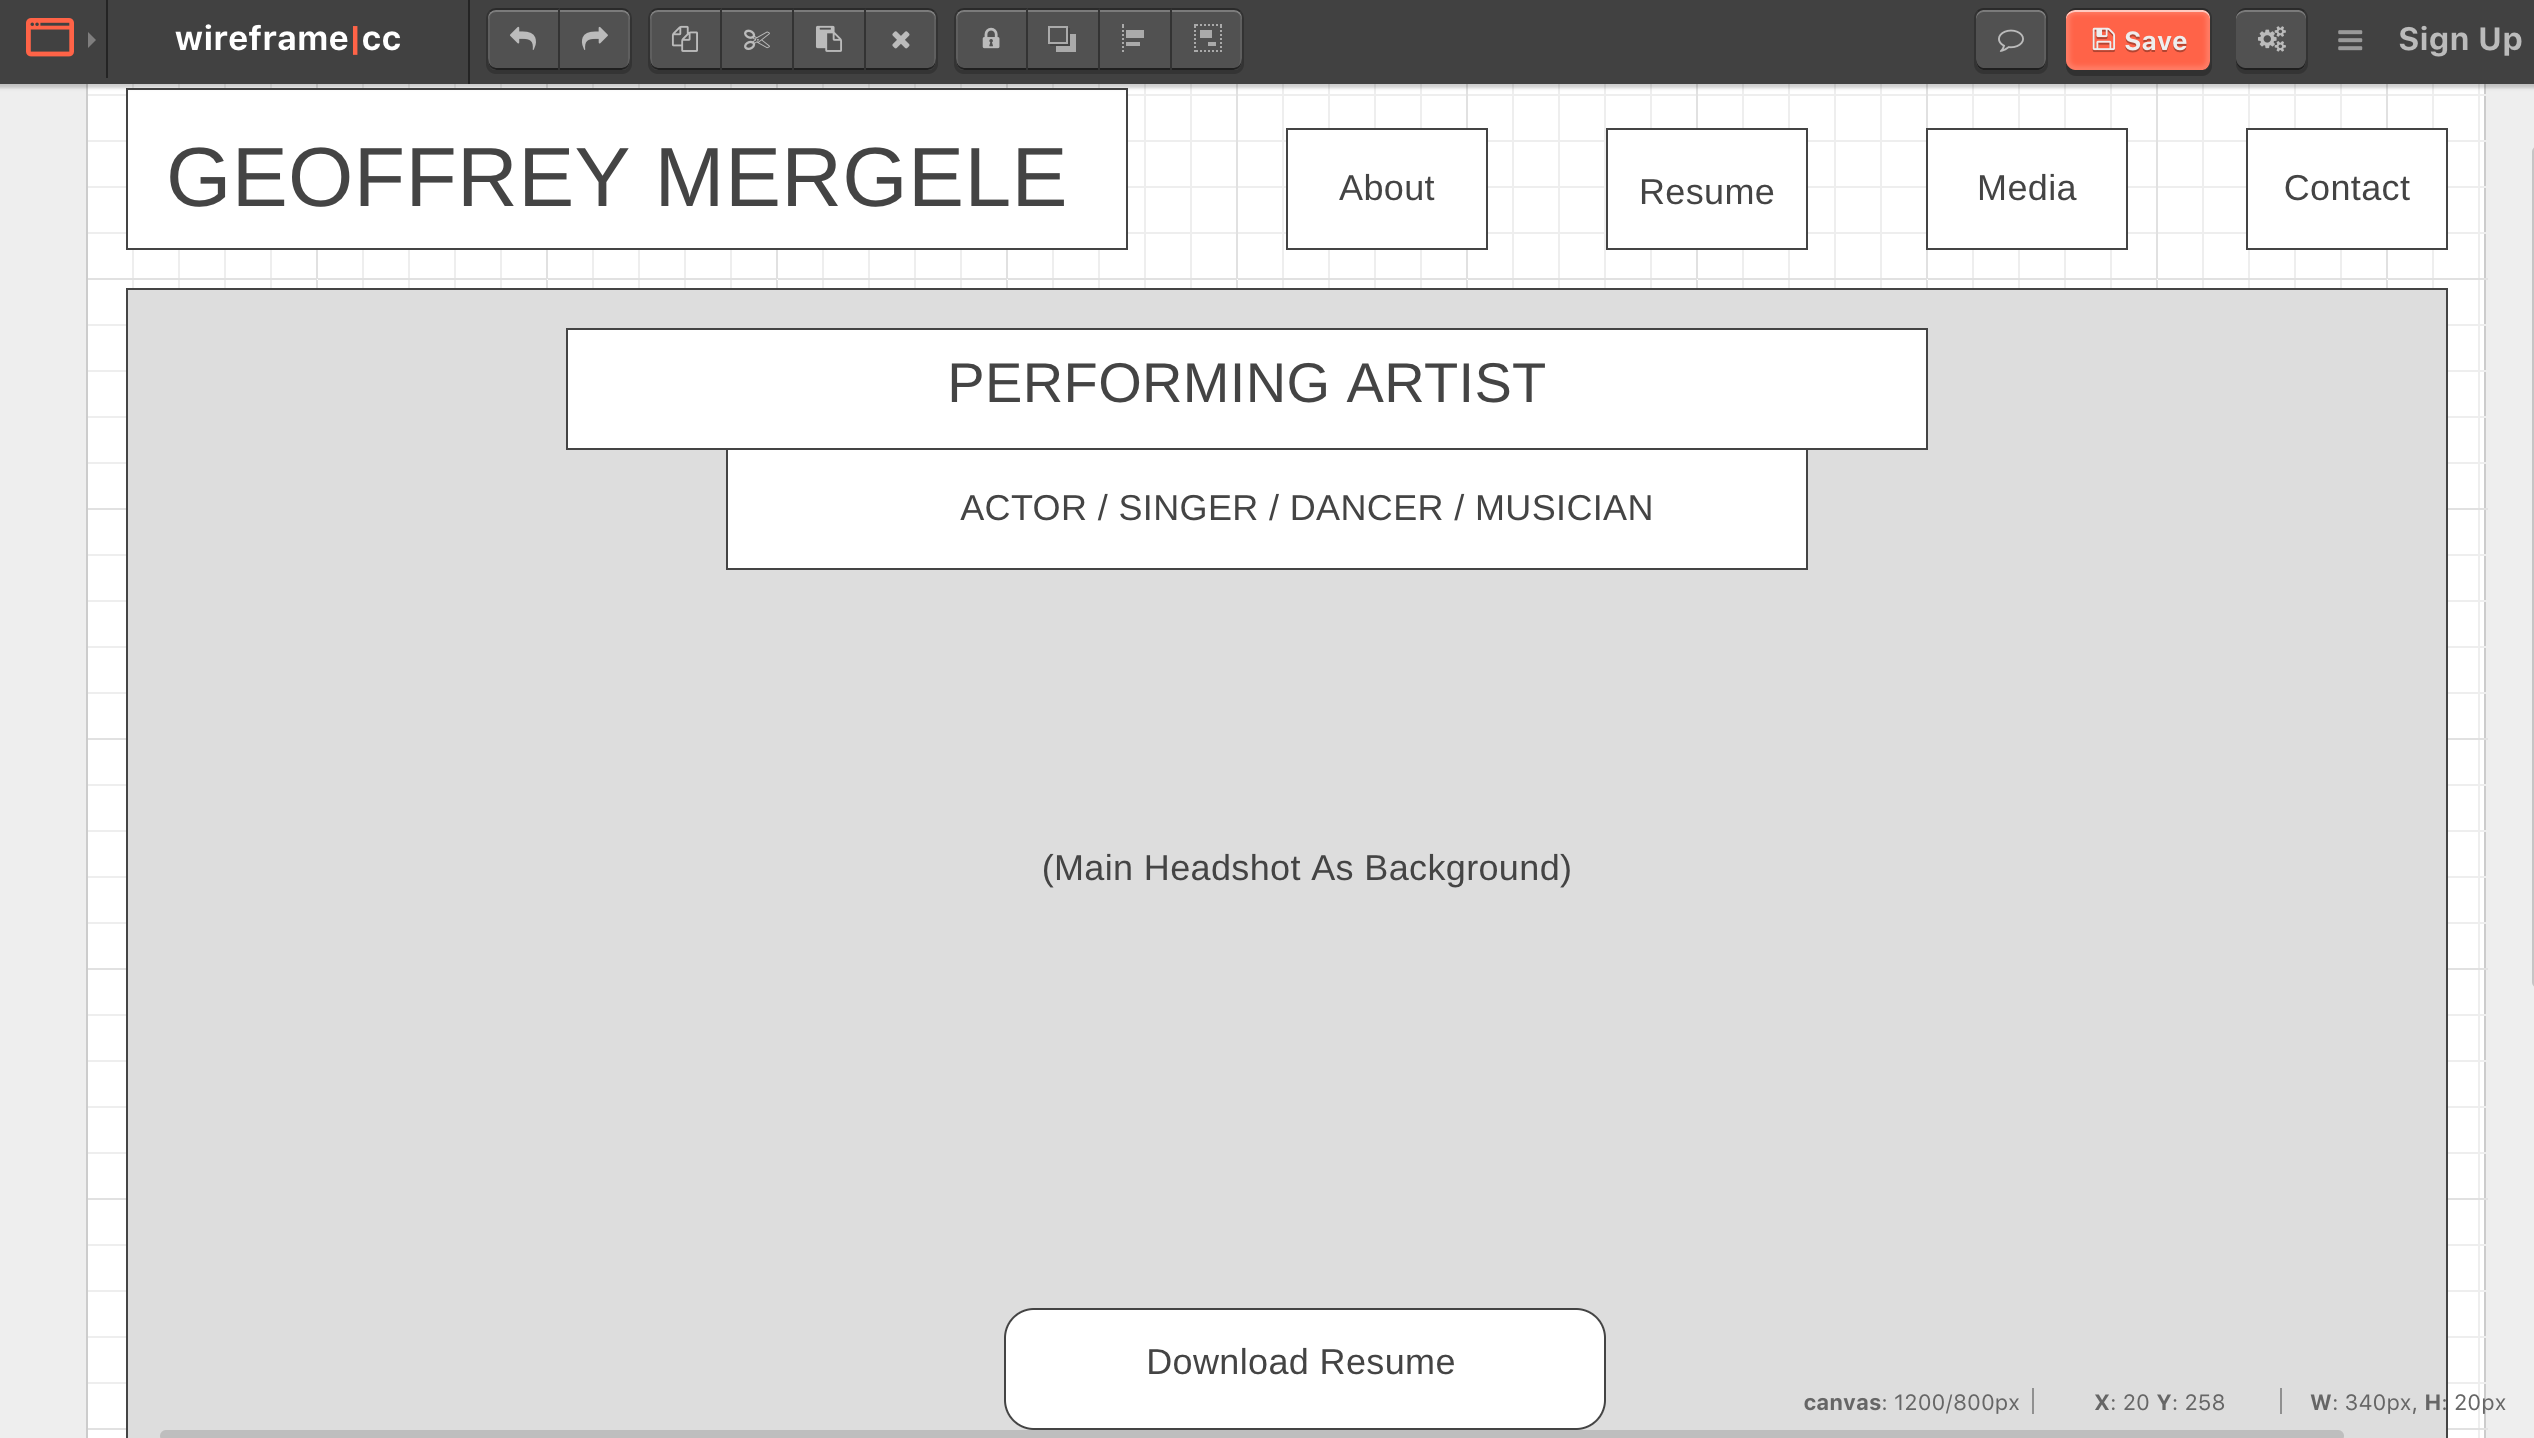 wireframe|cc
Save
Sign Up
GEOFFREY MERGELE
About
Resume
Media
Contact
PERFORMING ARTIST
ACTOR / SINGER / DANCER / MUSICIAN
(Main Headshot As Background)
Download Resume
canvas: 1200/800px | X: 20 Y: 258 | W: 340px, H: 20px